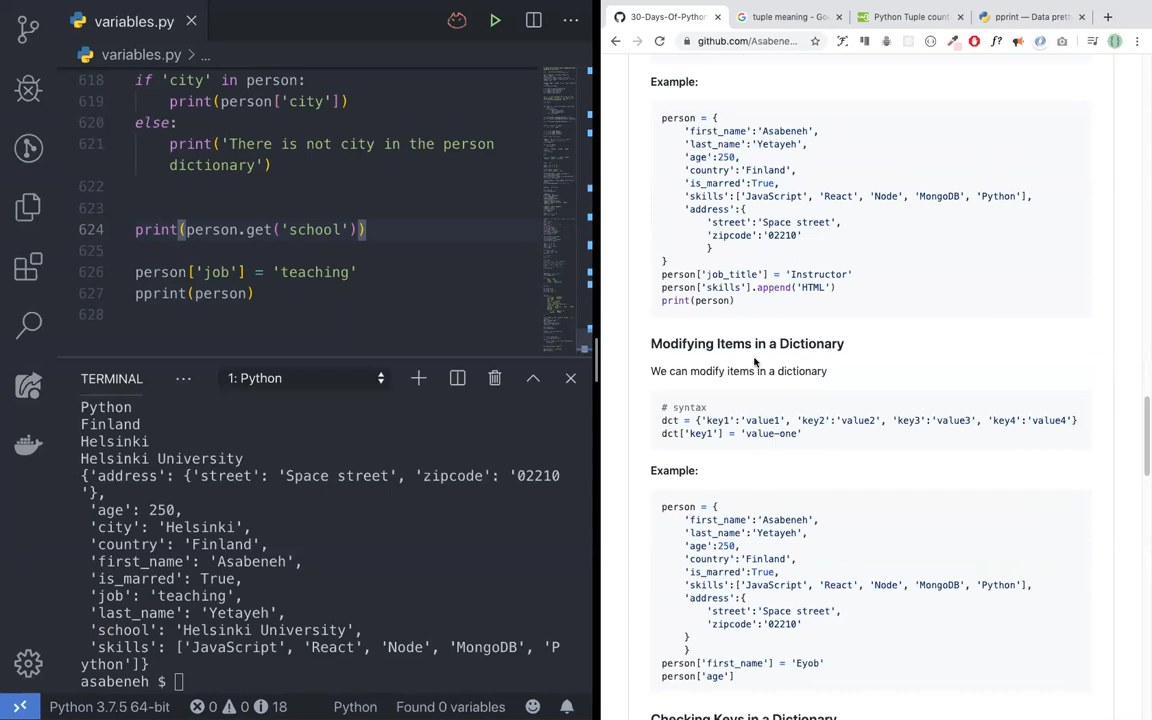 variables.py
variables.py > ...
618 if 'city' in person:
619 print(person['city'])
620 else:
621 print('There is not city in the person
dictionary')
622
623
624 print(person.get('school'))
625
626 person['job'] = 'teaching'
627 pprint(person)
628
TERMINAL ... 1: Python
Python
Finland
Helsinki
Helsinki University
{'address': {'street': 'Space street', 'zipcode': '02210
'},
'age': 250,
'city': 'Helsinki',
'country': 'Finland',
'first_name': 'Asabeneh',
'is_marred': True,
'job': 'teaching',
'last_name': 'Yetayeh',
'school': 'Helsinki University',
'skills': ['JavaScript', 'React', 'Node', 'MongoDB', 'P
ython']}
asabeneh $
Python 3.7.5 64-bit 0 0 18 Python Found 0 variables
30-Days-Of-Python tuple meaning - Go Python Tuple count pprint — Data pret
github.com/Asabene...
Example:
person = {
'first_name':'Asabeneh',
'last_name':'Yetayeh',
'age':250,
'country':'Finland',
'is_marred':True,
'skills':['JavaScript', 'React', 'Node', 'MongoDB', 'Python'],
'address':{
'street':'Space street',
'zipcode':'02210'
}
}
person['job_title'] = 'Instructor'
person['skills'].append('HTML')
print(person)
Modifying Items in a Dictionary
We can modify items in a dictionary
# syntax
dct = {'key1':'value1', 'key2':'value2', 'key3':'value3', 'key4':'value4'}
dct['key1'] = 'value-one'
Example:
person = {
'first_name':'Asabeneh',
'last_name':'Yetayeh',
'age':250,
'country':'Finland',
'is_marred':True,
'skills':['JavaScript', 'React', 'Node', 'MongoDB', 'Python'],
'address':{
'street':'Space street',
'zipcode':'02210'
}
}
person['first_name'] = 'Eyob'
person['age']
Checking Keys in a Dictionary